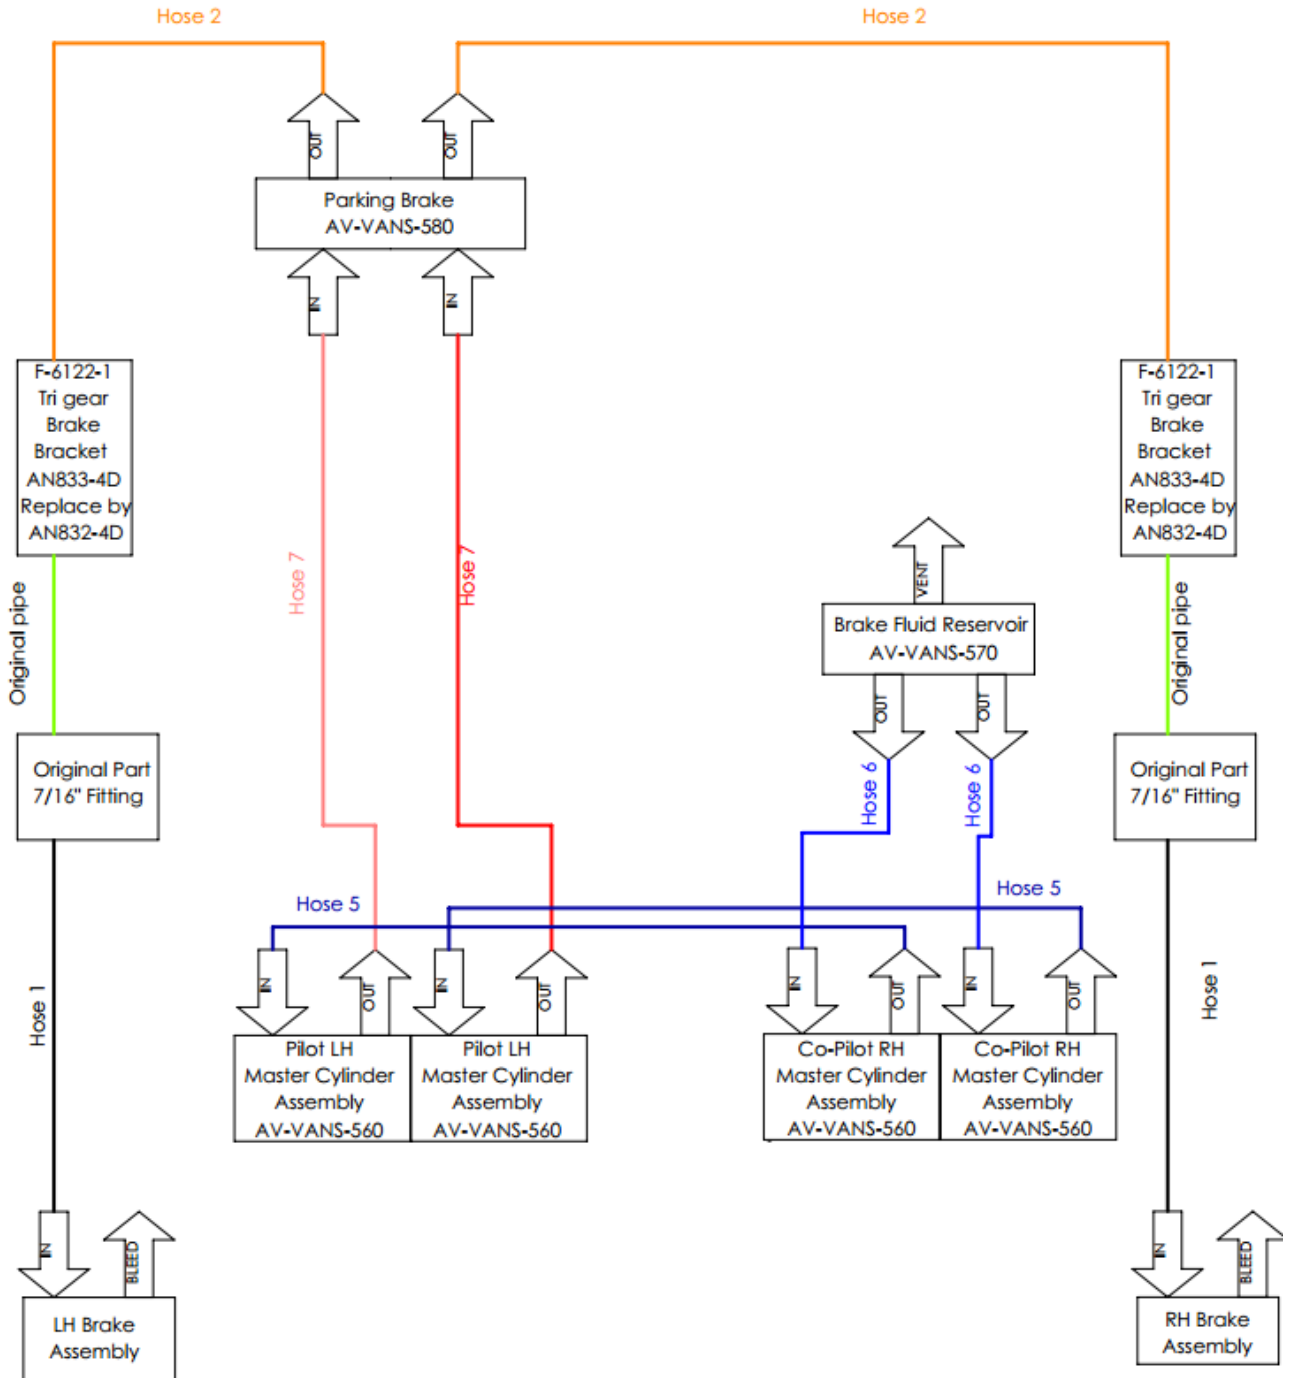 Hose 2
Hose 2
OUT
OUT
Parking Brake
AV-VANS-580
IN
IN
F-6122-1
Tri gear
Brake
Bracket
AN833-4D
Replace by
AN832-4D
F-6122-1
Tri gear
Brake
Bracket
AN833-4D
Replace by
AN832-4D
Hose 7
Hose 7
VENT
Brake Fluid Reservoir
AV-VANS-570
OUT
OUT
Original pipe
Original pipe
Original Part
7/16" Fitting
Hose 6
Hose 6
Original Part
7/16" Fitting
Hose 5
Hose 5
IN
OUT
IN
OUT
IN
OUT
IN
OUT
Hose 1
Hose 1
Pilot LH
Master Cylinder
Assembly
AV-VANS-560
Pilot LH
Master Cylinder
Assembly
AV-VANS-560
Co-Pilot RH
Master Cylinder
Assembly
AV-VANS-560
Co-Pilot RH
Master Cylinder
Assembly
AV-VANS-560
IN
BLEED
IN
BLEED
LH Brake
Assembly
RH Brake
Assembly